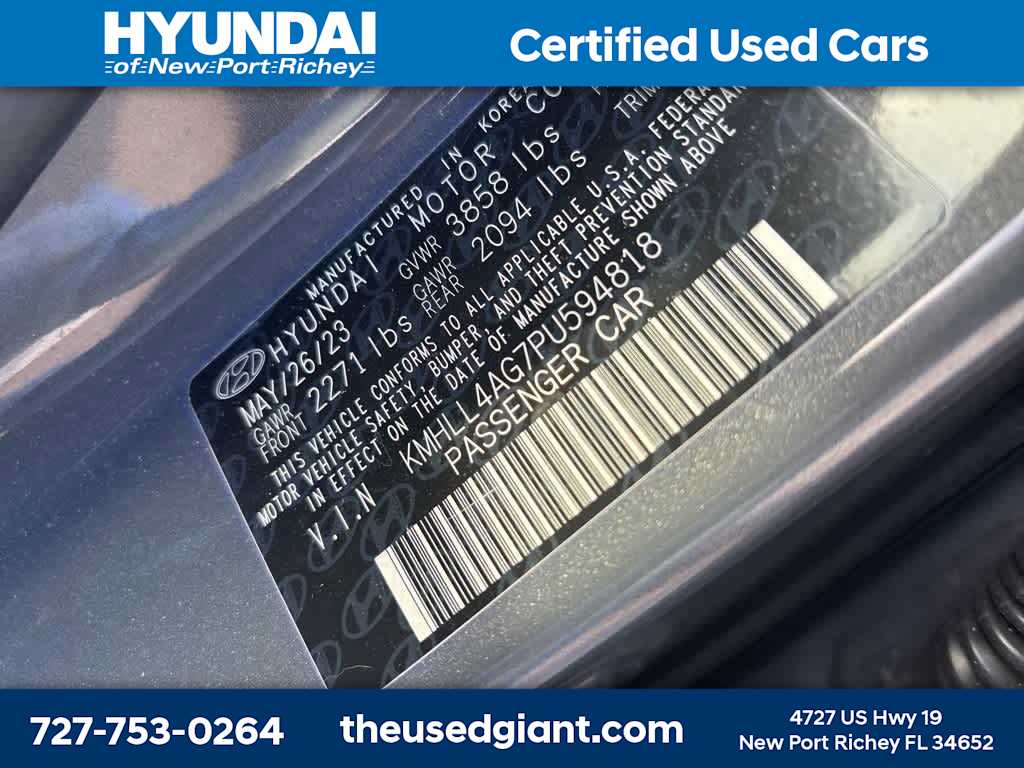 HYUNDAI
of New Port Richey
Certified Used Cars
MANUFACTURED IN KOREA
HYUNDAI MOTOR CO
MAY/26/23 GVWR 3858 lbs
GAWR FRONT 2271 lbs GAWR REAR 2094 lbs TRIM
THIS VEHICLE CONFORMS TO ALL APPLICABLE U.S.A. FEDERAL
MOTOR VEHICLE SAFETY, BUMPER, AND THEFT PREVENTION STANDAR
IN EFFECT ON THE DATE OF MANUFACTURE SHOWN ABOVE
V.I.N KMHLL4AG7PU594818
PASSENGER CAR
727-753-0264
theusedgiant.com
4727 US Hwy 19
New Port Richey FL 34652